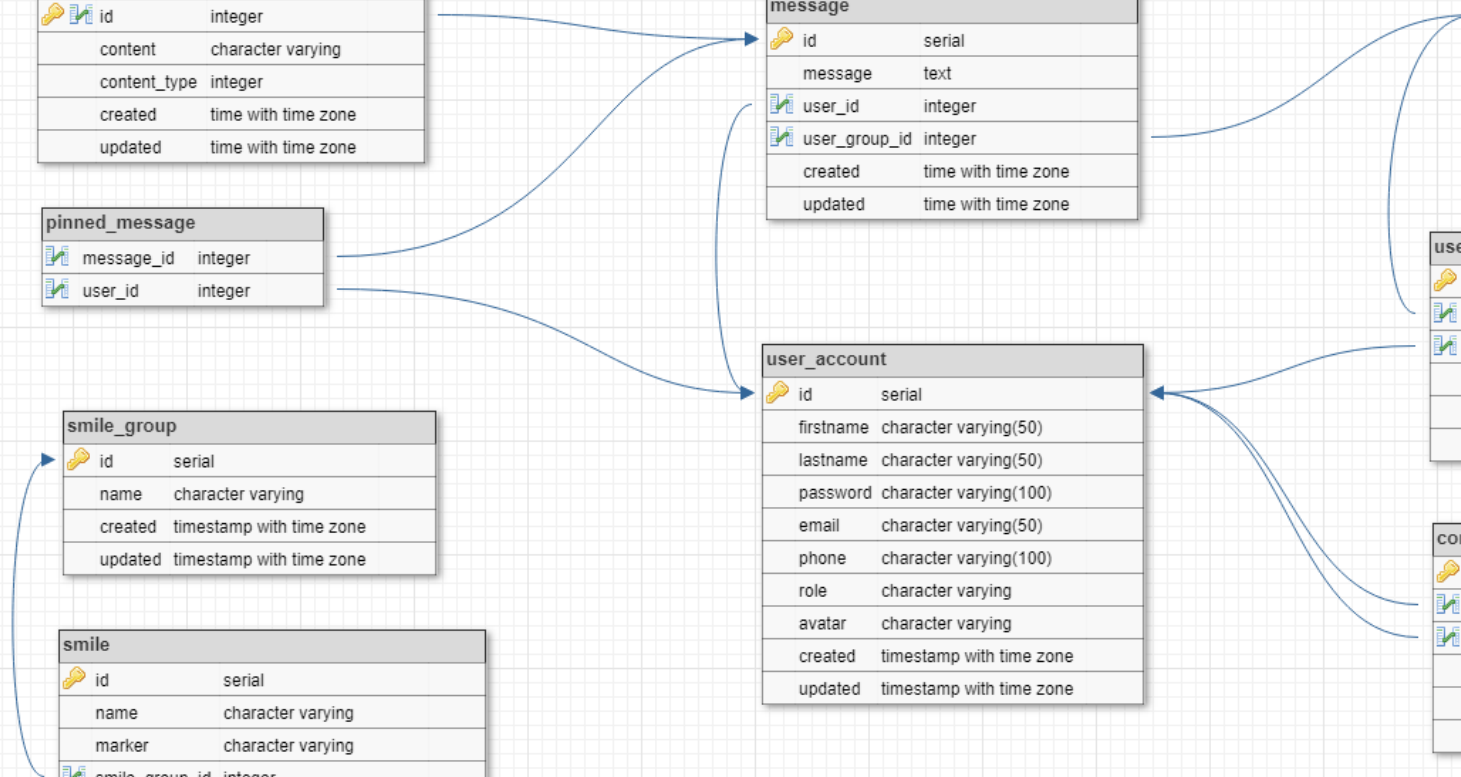 id integer
content character varying
content_type integer
created time with time zone
updated time with time zone
message
id serial
message text
user_id integer
user_group_id integer
created time with time zone
updated time with time zone
pinned_message
message_id integer
user_id integer
user_account
id serial
firstname character varying(50)
lastname character varying(50)
password character varying(100)
email character varying(50)
phone character varying(100)
role character varying
avatar character varying
created timestamp with time zone
updated timestamp with time zone
smile_group
id serial
name character varying
created timestamp with time zone
updated timestamp with time zone
smile
id serial
name character varying
marker character varying
smile_group_id integer
use